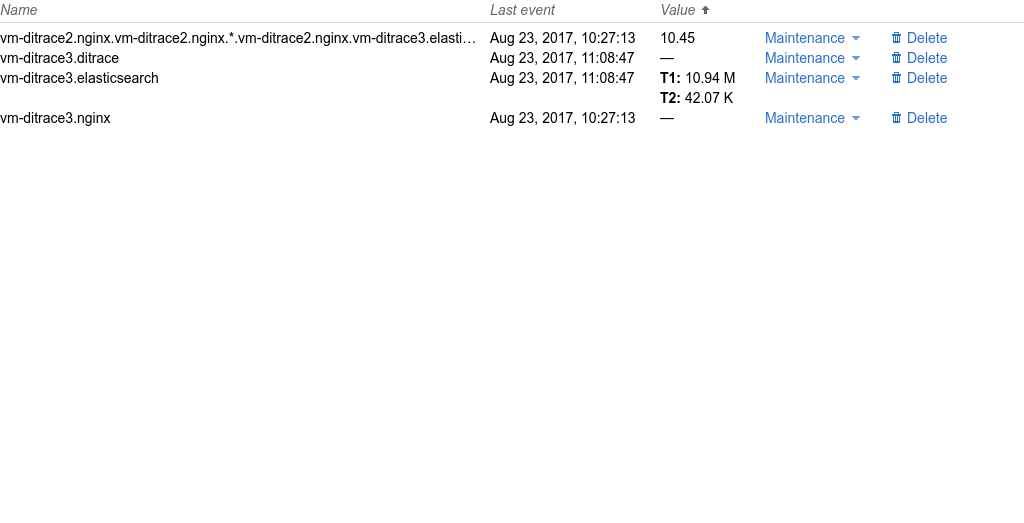 Name Last event Value
vm-ditrace2.nginx.vm-ditrace2.nginx.*.vm-ditrace2.nginx.vm-ditrace3.elasti... Aug 23, 2017, 10:27:13 10.45 Maintenance Delete
vm-ditrace3.ditrace Aug 23, 2017, 11:08:47 — Maintenance Delete
vm-ditrace3.elasticsearch Aug 23, 2017, 11:08:47 T1: 10.94 M Maintenance Delete
T2: 42.07 K
vm-ditrace3.nginx Aug 23, 2017, 10:27:13 — Maintenance Delete